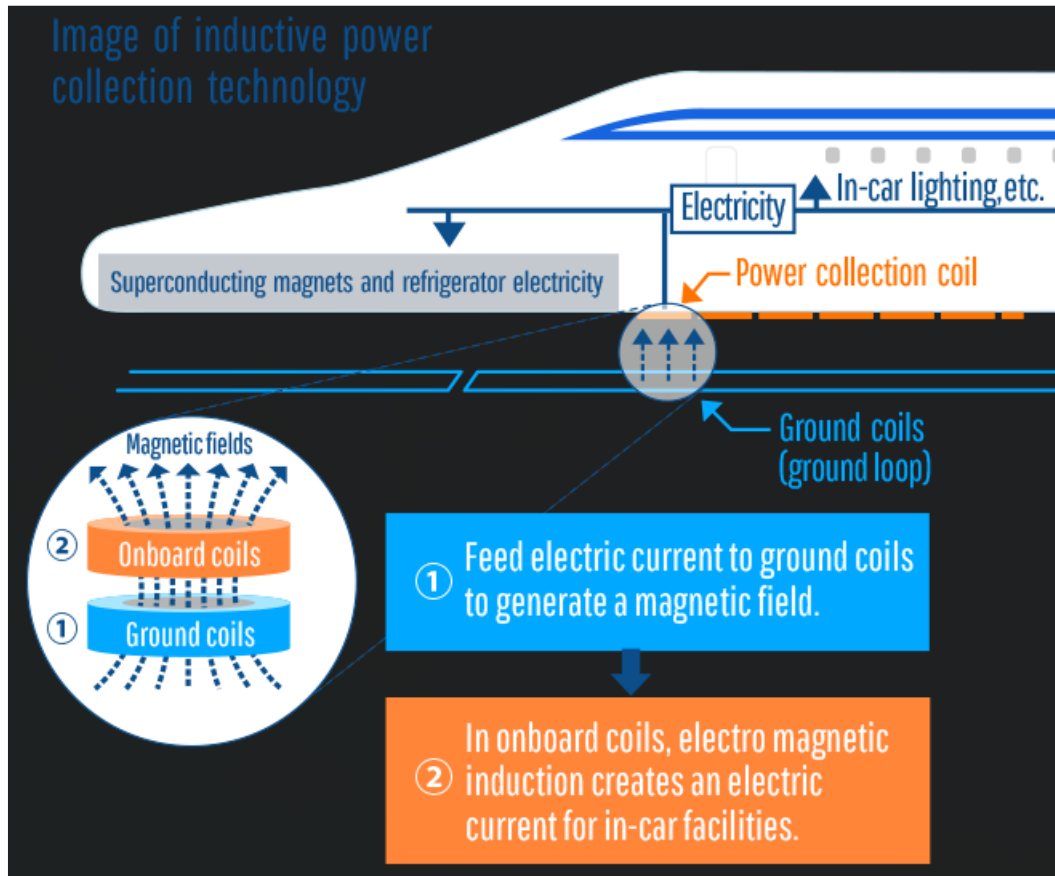 Image of inductive power
collection technology
Electricity
In-car lighting,etc.
Superconducting magnets and refrigerator electricity
Power collection coil
Ground coils
(ground loop)
Magnetic fields
② Onboard coils
① Ground coils
① Feed electric current to ground coils
to generate a magnetic field.
② In onboard coils, electro magnetic
induction creates an electric
current for in-car facilities.